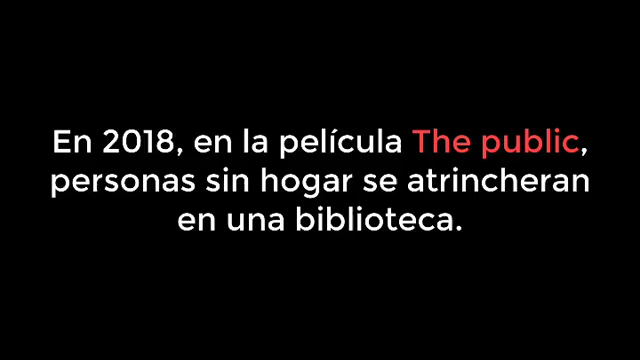 En 2018, en la película The public,
personas sin hogar se atrincheran
en una biblioteca.